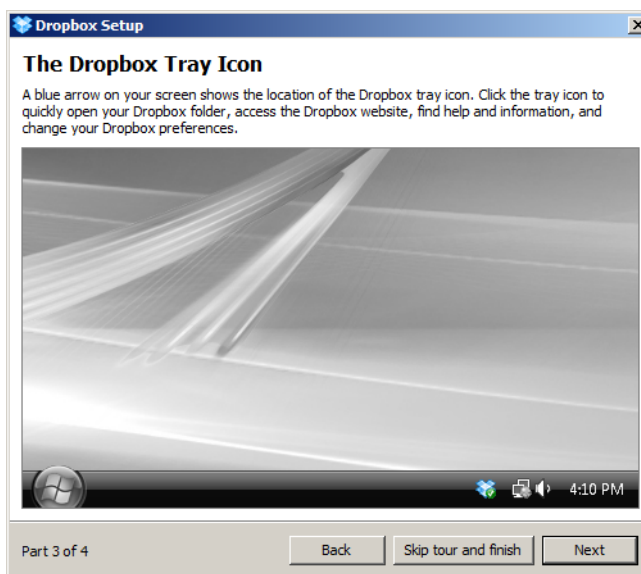 Dropbox Setup
The Dropbox Tray Icon
A blue arrow on your screen shows the location of the Dropbox tray icon. Click the tray icon to
quickly open your Dropbox folder, access the Dropbox website, find help and information, and
change your Dropbox preferences.
4:10 PM
Part 3 of 4
Back
Skip tour and finish
Next